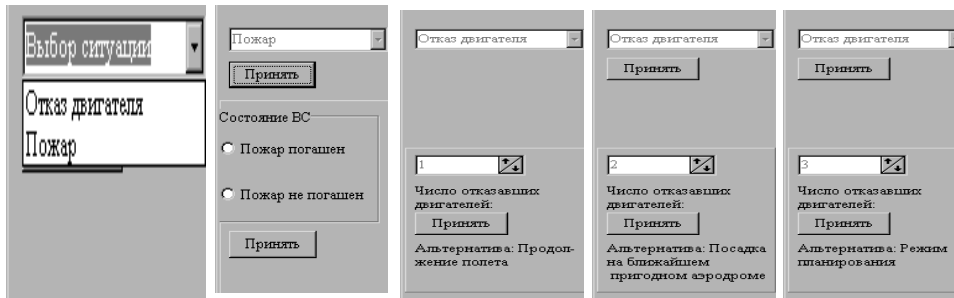 Выбор ситуации
Отказ двигателя
Пожар
Пожар
Принять
Состояние ВС
Пожар погашен
Пожар не погашен
Принять
Отказ двигателя
1
Число отказавших
двигателей:
Принять
Альтернатива: Продол-
жение полета
Отказ двигателя
Принять
2
Число отказавших
двигателей:
Принять
Альтернатива: Посадка
на ближайшем
пригодном аэродроме
Отказ двигателя
Принять
3
Число отказавших
двигателей:
Принять
Альтернатива: Режим
планирования